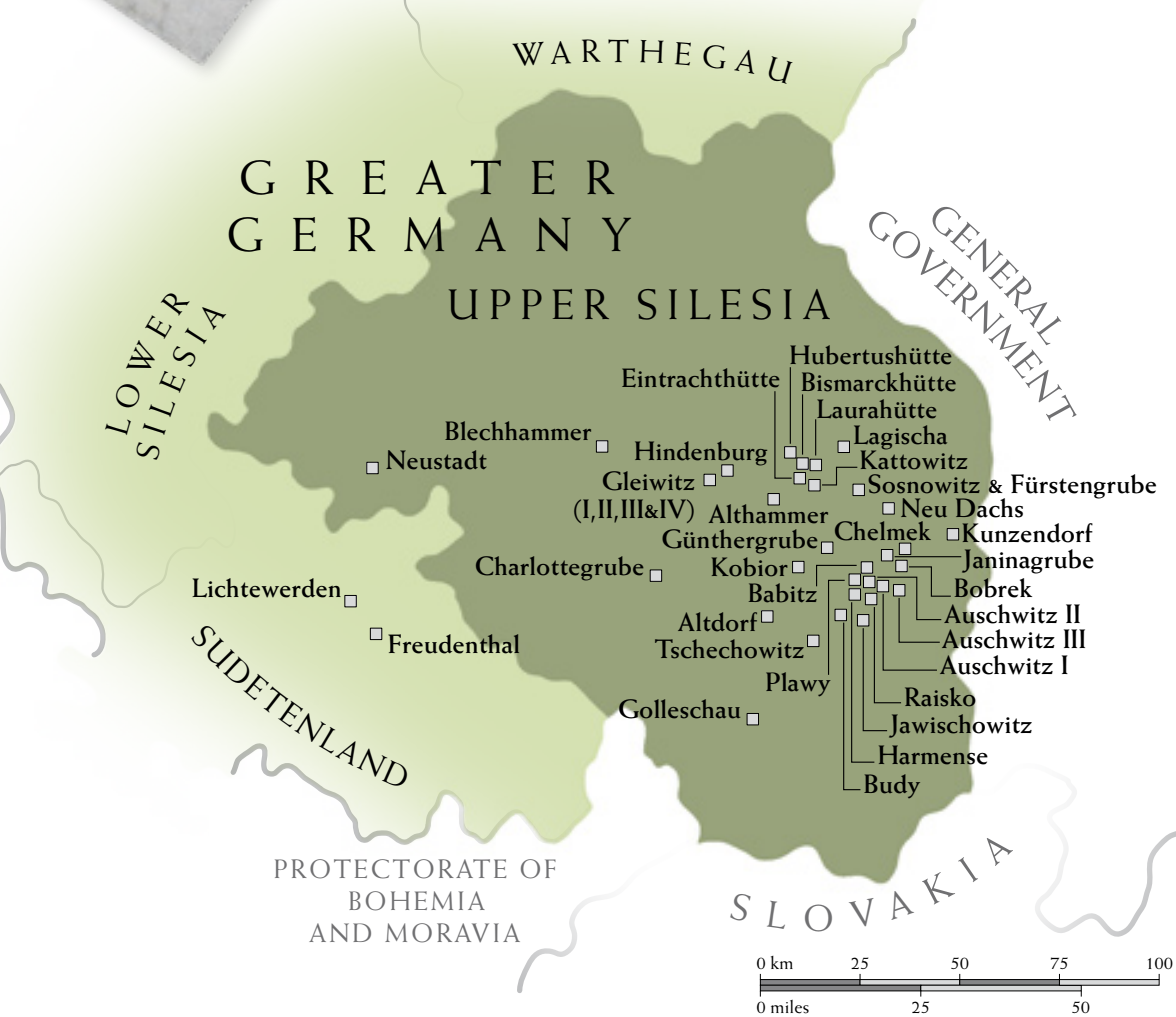 WARTHEGAU
GREATER
GERMANY
GENERAL
GOVERNMENT
UPPER SILESIA
LOWER
SILESIA
Hubertushütte
Eintrachthütte
Bismarckhütte
Laurahütte
Blechhammer
Lagischa
Hindenburg
Kattowitz
Neustadt
Gleiwitz
(I,II,III&IV)
Sosnowitz & Fürstengrube
Althammer
Neu Dachs
Günthergrube
Chelmek
Kunzendorf
Charlottegrube
Kobior
Janinagrube
Lichtewerden
Babitz
Bobrek
Altdorf
Auschwitz II
Freudenthal
Tschechowitz
Auschwitz III
Auschwitz I
Plawy
Raisko
Golleschau
Jawischowitz
Harmense
Budy
SUDETENLAND
PROTECTORATE OF
BOHEMIA
AND MORAVIA
SLOVAKIA
0 km 25 50 75 100
0 miles 25 50